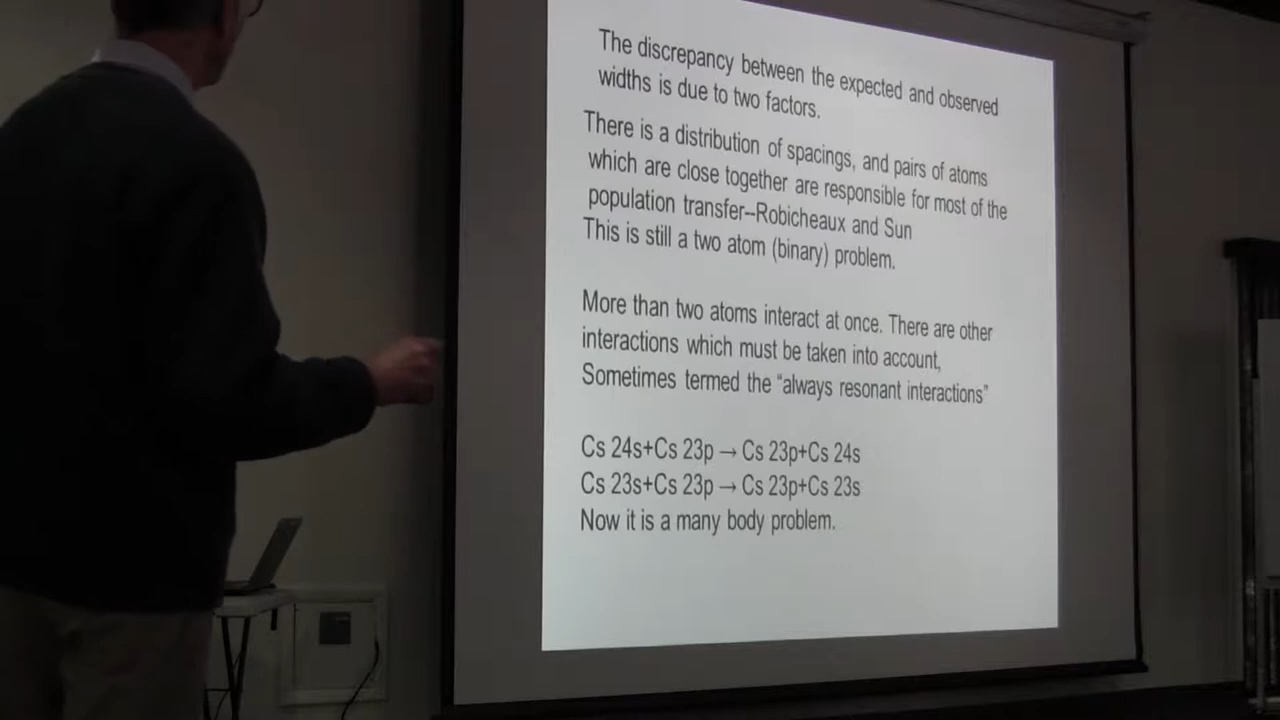 The discrepancy between the expected and observed
widths is due to two factors.
There is a distribution of spacings, and pairs of atoms
which are close together are responsible for most of the
population transfer--Robicheaux and Sun
This is still a two atom (binary) problem.
More than two atoms interact at once. There are other
interactions which must be taken into account,
Sometimes termed the “always resonant interactions”
Cs 24s+Cs 23p → Cs 23p+Cs 24s
Cs 23s+Cs 23p → Cs 23p+Cs 23s
Now it is a many body problem.